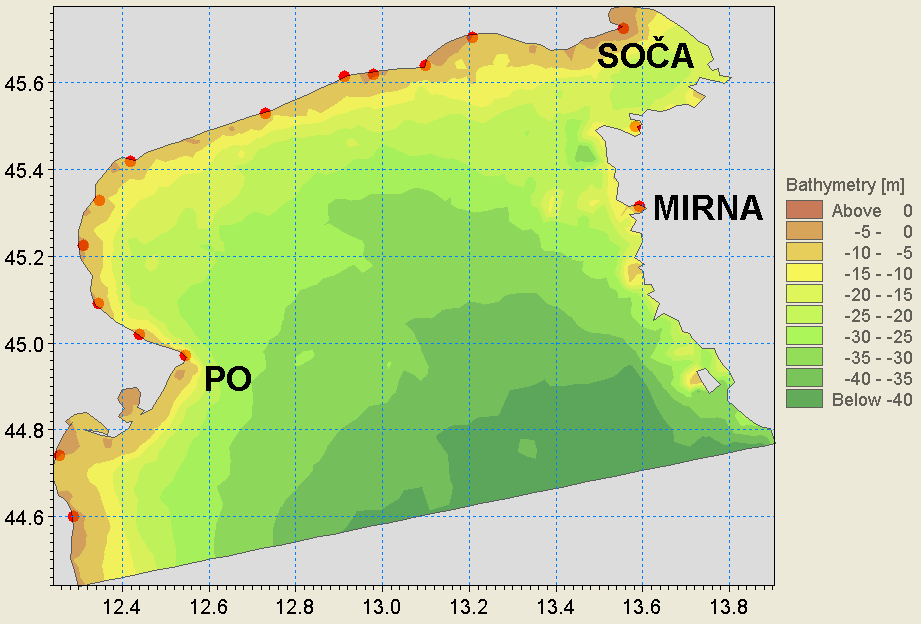 SOČA
45.6
45.4
MIRNA
45.2
45.0
PO
44.8
44.6
12.4 12.6 12.8 13.0 13.2 13.4 13.6 13.8
Bathymetry [m]
Above 0
-5 - 0
-10 - -5
-15 - -10
-20 - -15
-25 - -20
-30 - -25
-35 - -30
-40 - -35
Below -40